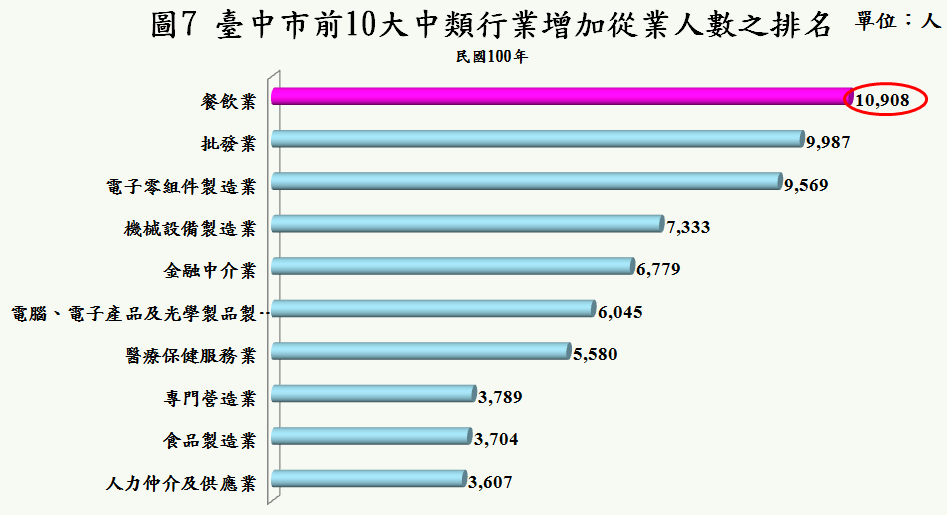 圖7 臺中市前10大中類行業增加從業人數之排名
單位：人
民國100年
餐飲業 10,908
批發業 9,987
電子零組件製造業 9,569
機械設備製造業 7,333
金融中介業 6,779
電腦、電子產品及光學製品製… 6,045
醫療保健服務業 5,580
專門營造業 3,789
食品製造業 3,704
人力仲介及供應業 3,607